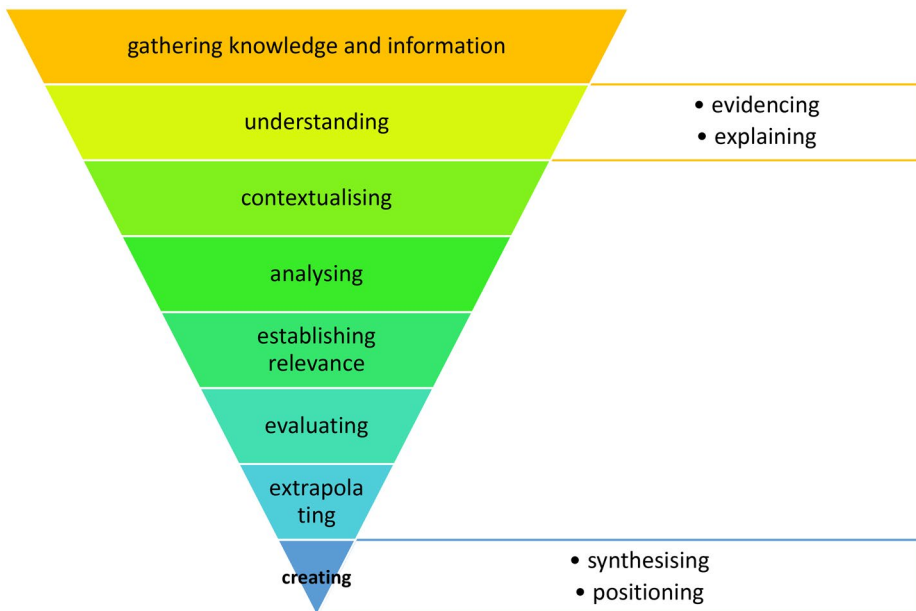 gathering knowledge and information
understanding
• evidencing
• explaining
contextualising
analysing
establishing
relevance
evaluating
extrapola
ting
creating
• synthesising
• positioning